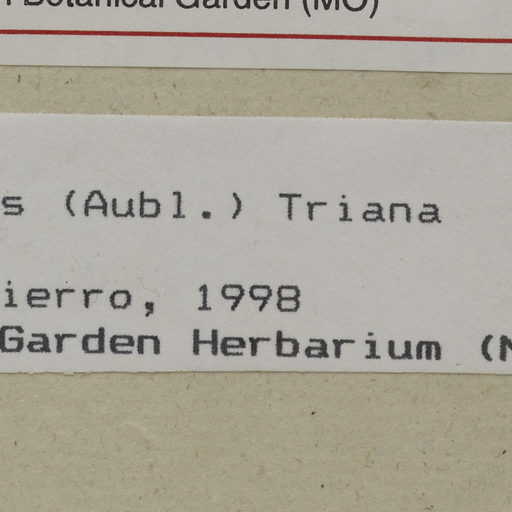 Botanical Garden (MO)
s (Aubl.) Triana
ierro, 1998
Garden Herbarium (M